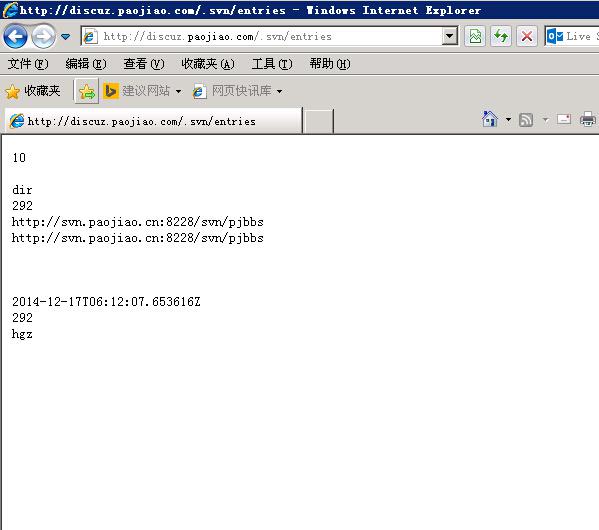 http://discuz.paojiao.com/.svn/entries - Windows Internet Explorer
http://discuz.paojiao.com/.svn/entries
Live S
文件(F) 编辑(E) 查看(V) 收藏夹(A) 工具(T) 帮助(H)
收藏夹 建议网站 网页快讯库
http://discuz.paojiao.com/.svn/entries
10
dir
292
http://svn.paojiao.cn:8228/svn/pjbbs
http://svn.paojiao.cn:8228/svn/pjbbs
2014-12-17T06:12:07.653616Z
292
hgz